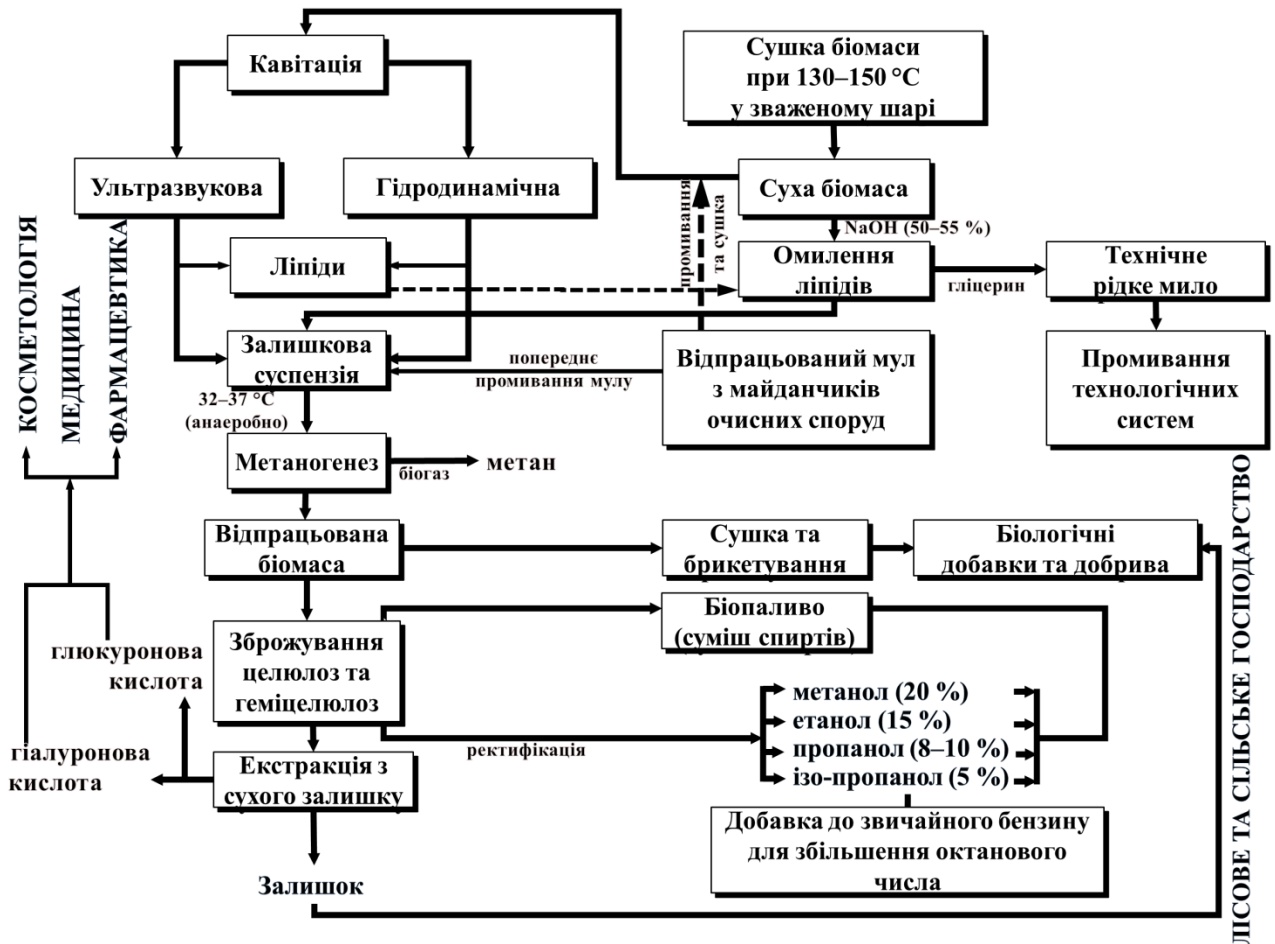 Кавітація
Сушка біомаси
при 130–150 °С
у зваженому шарі
Ультразвукова
Гідродинамічна
Суха біомаса
промивання
та сушка
NaOH (50–55 %)
Ліпіди
Омилення
ліпідів
гліцерин
Технічне
рідке мило
КОСМЕТОЛОГІЯ
МЕДИЦИНА
ФАРМАЦЕВТИКА
Залишкова
суспензія
попереднє
промивання мулу
Відпрацьований мул
з майданчиків
очисних споруд
Промивання
технологічних
систем
32–37 °С
(анаеробно)
Метаногенез
біогаз
метан
Відпрацьована
біомаса
Сушка та
брикетування
Біологічні
добавки та добрива
ЛІСОВЕ ТА СІЛЬСЬКЕ ГОСПОДАРСТВО
Зброжування
целюлоз та
геміцелюлоз
Біопаливо
(суміш спиртів)
глюкуронова
кислота
метанол (20 %)
етанол (15 %)
пропанол (8–10 %)
ізо-пропанол (5 %)
ректифікація
гіалуронова
кислота
Екстракція з
сухого залишку
Добавка до звичайного бензину
для збільшення октанового
числа
Залишок